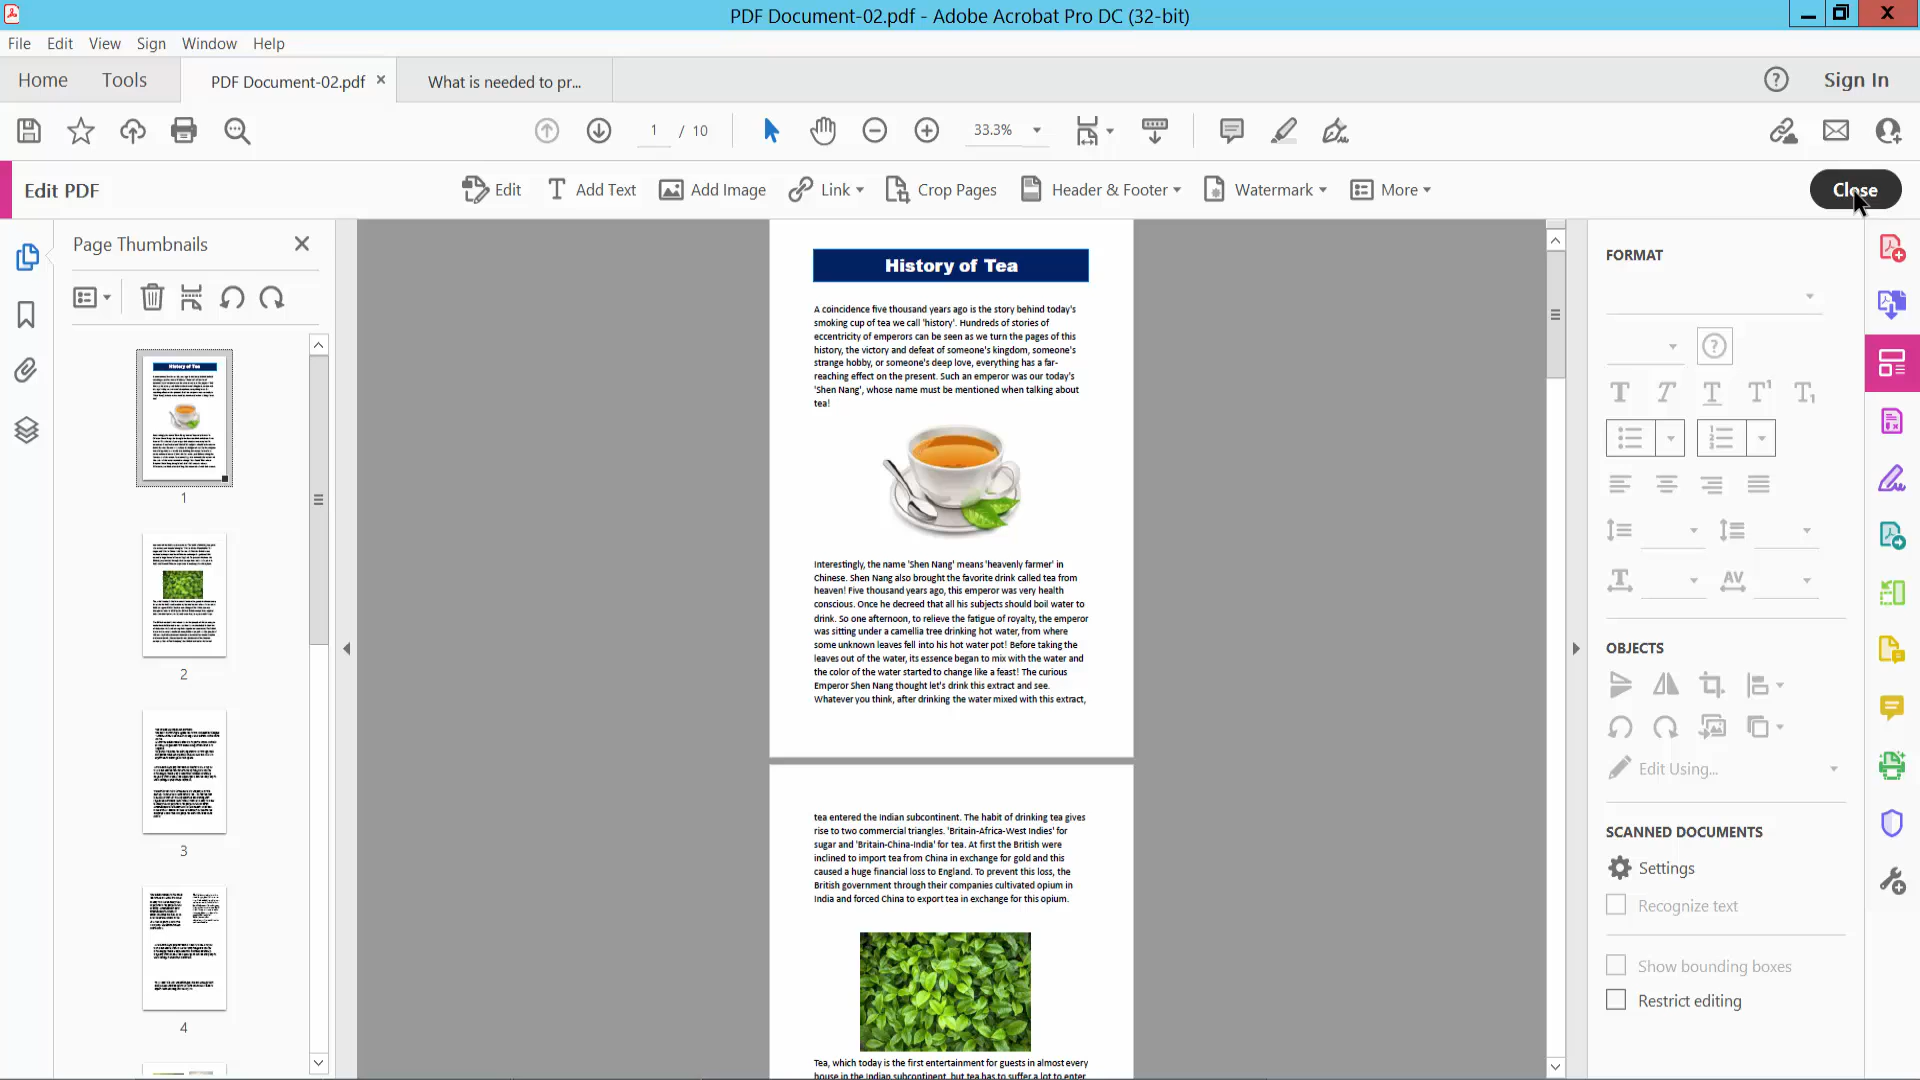 PDF Document-02.pdf - Adobe Acrobat Pro DC (32-bit)
File Edit View Sign Window Help
Home Tools PDF Document-02.pdf What is needed to pr... Sign In
1 / 10 33.3%
Edit PDF Edit Add Text Add Image Link Crop Pages Header & Footer Watermark More Close
Page Thumbnails
1
2
3
4
History of Tea
A coincidence five thousand years ago is the story behind today's
smoking cup of tea we call 'history'. Hundreds of stories of
eccentricity of emperors can be seen as we turn the pages of this
history, the victory and defeat of someone's kingdom, someone's
strange hobby, or someone's deep love, everything has a far-
reaching effect on the present. Such an emperor was our today's
'Shen Nang', whose name must be mentioned when talking about
tea!
Interestingly, the name 'Shen Nang' means 'heavenly farmer' in
Chinese. Shen Nang also brought the favorite drink called tea from
heaven! Five thousand years ago, this emperor was very health
conscious. Once he decreed that all his subjects should boil water to
drink. So one afternoon, to relieve the fatigue of royalty, the emperor
was sitting under a camellia tree drinking hot water, from where
some unknown leaves fell into his hot water pot! Before taking the
leaves out of the water, its essence began to mix with the water and
the color of the water started to change like a feast! The curious
Emperor Shen Nang thought let's drink this extract and see.
Whatever you think, after drinking the water mixed with this extract,
tea entered the Indian subcontinent. The habit of drinking tea gives
rise to two commercial triangles. 'Britain-Africa-West Indies' for
sugar and 'Britain-China-India' for tea. At first the British were
inclined to import tea from China in exchange for gold and this
caused a huge financial loss to England. To prevent this loss, the
British government through their companies cultivated opium in
India and forced China to export tea in exchange for this opium.
Tea, which today is the first entertainment for guests in almost every
house in the Indian subcontinent, but tea has to suffer a lot to enter
FORMAT
OBJECTS
Edit Using...
SCANNED DOCUMENTS
Settings
Recognize text
Show bounding boxes
Restrict editing